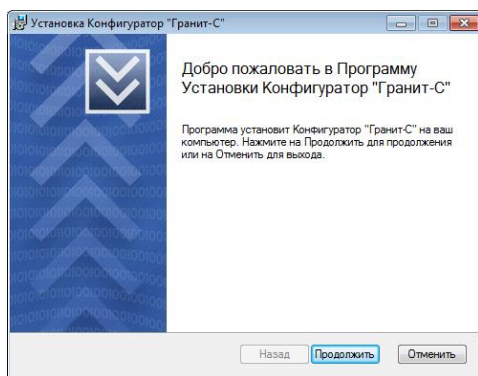 Установка Конфигуратор "Гранит-С"
Добро пожаловать в Программу
Установки Конфигуратор "Гранит-С"
Программа установит Конфигуратор "Гранит-С" на ваш
компьютер. Нажмите на Продолжить для продолжения
или на Отменить для выхода.
Назад Продолжить Отменить